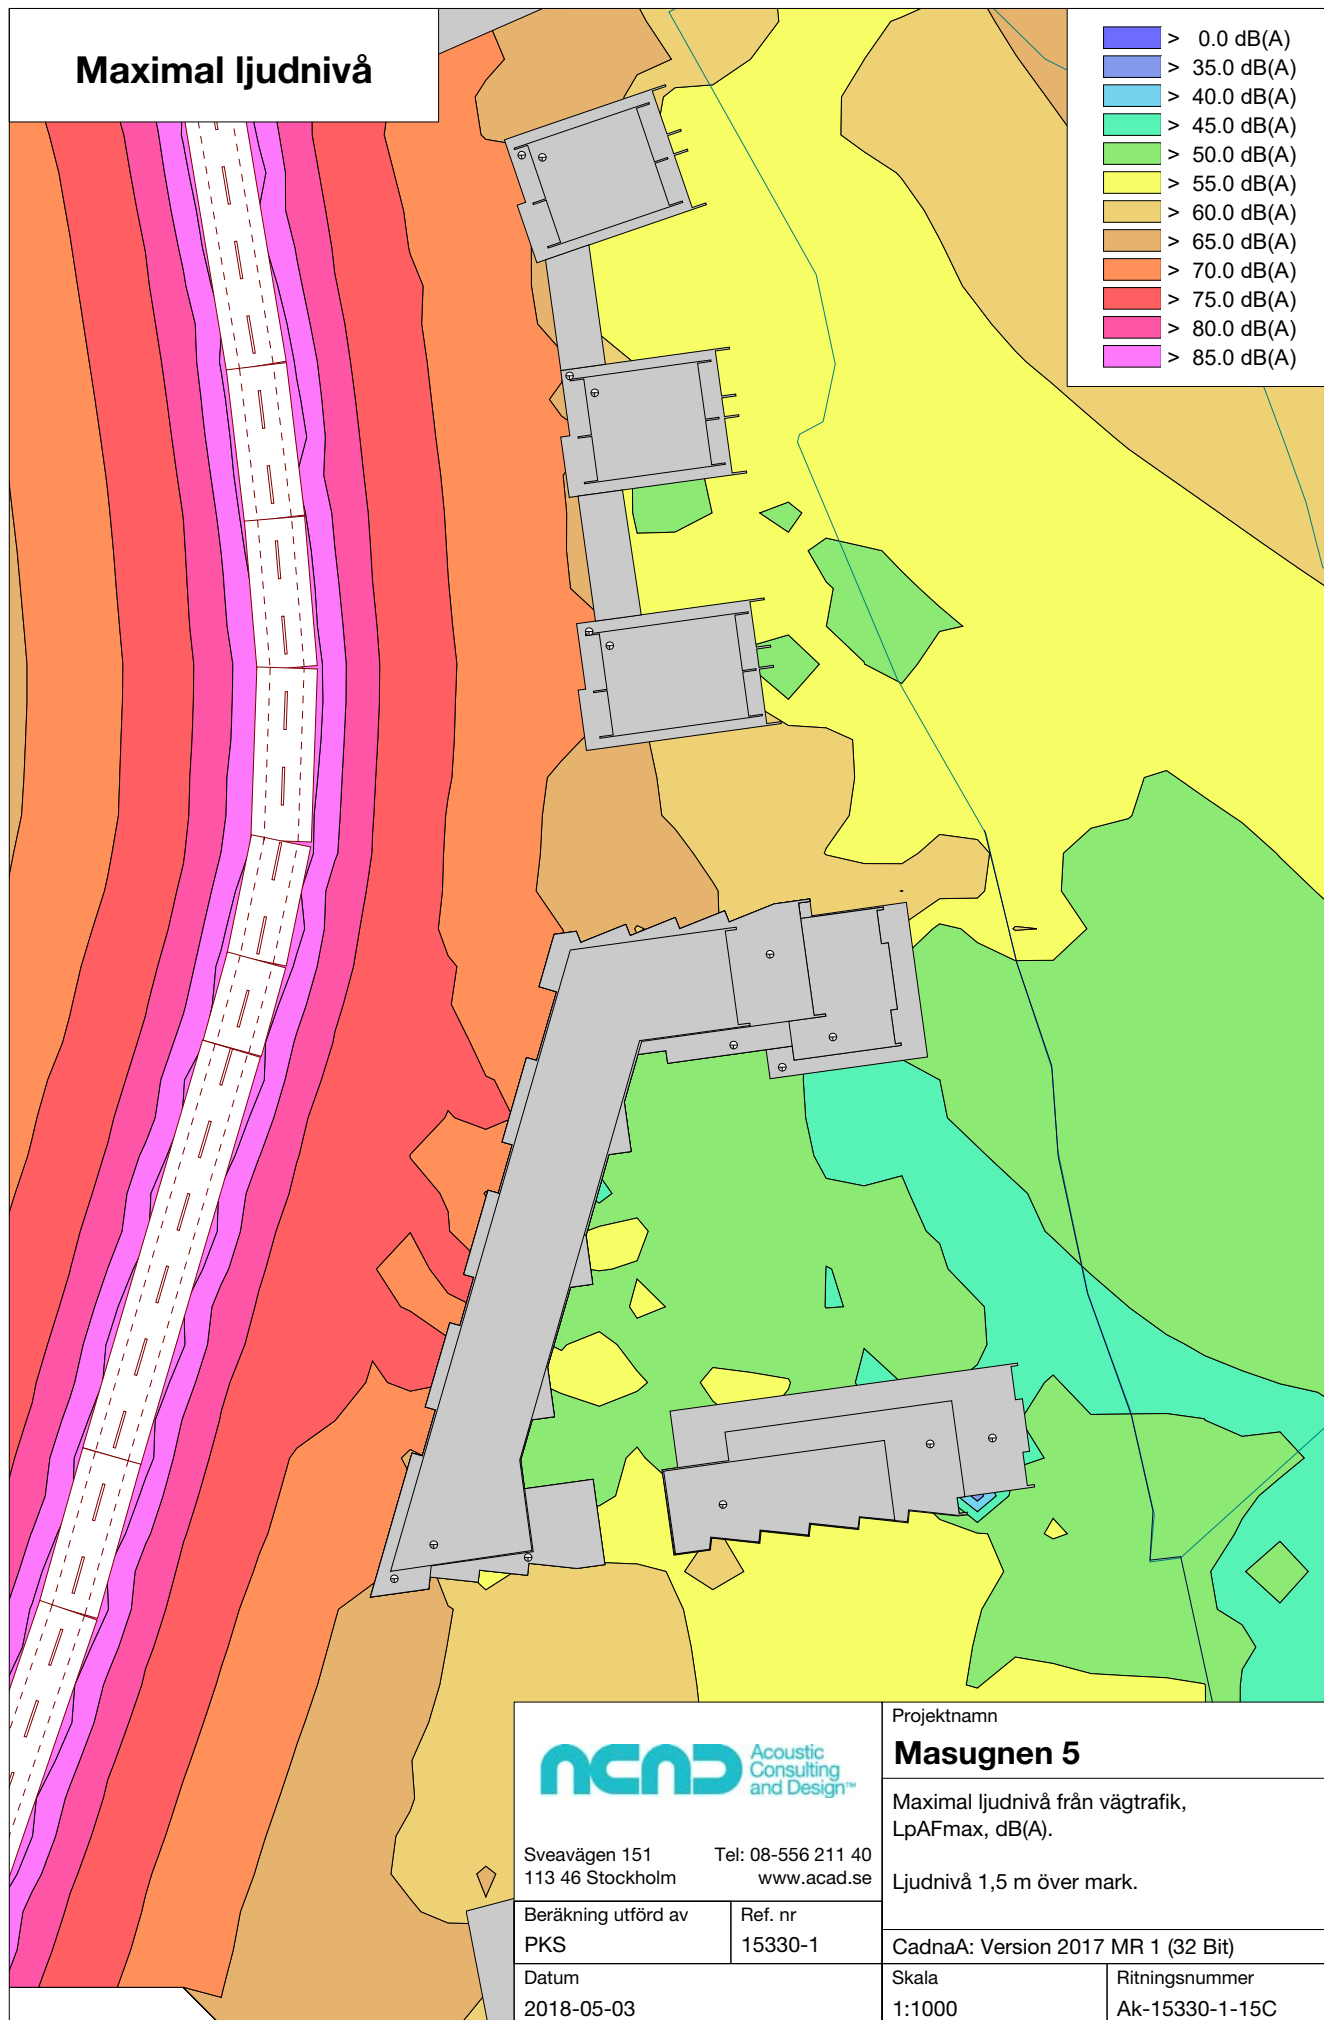 Maximal ljudnivå
> 0.0 dB(A)
> 35.0 dB(A)
> 40.0 dB(A)
> 45.0 dB(A)
> 50.0 dB(A)
> 55.0 dB(A)
> 60.0 dB(A)
> 65.0 dB(A)
> 70.0 dB(A)
> 75.0 dB(A)
> 80.0 dB(A)
> 85.0 dB(A)
ACAD
Acoustic
Consulting
and Design™
Sveavägen 151
113 46 Stockholm
Tel: 08-556 211 40
www.acad.se
Beräkning utförd av
PKS
Ref. nr
15330-1
Datum
2018-05-03
Projektnamn
Masugnen 5
Maximal ljudnivå från vägtrafik,
LpAFmax, dB(A).
Ljudnivå 1,5 m över mark.
CadnaA: Version 2017 MR 1 (32 Bit)
Skala
1:1000
Ritningsnummer
Ak-15330-1-15C